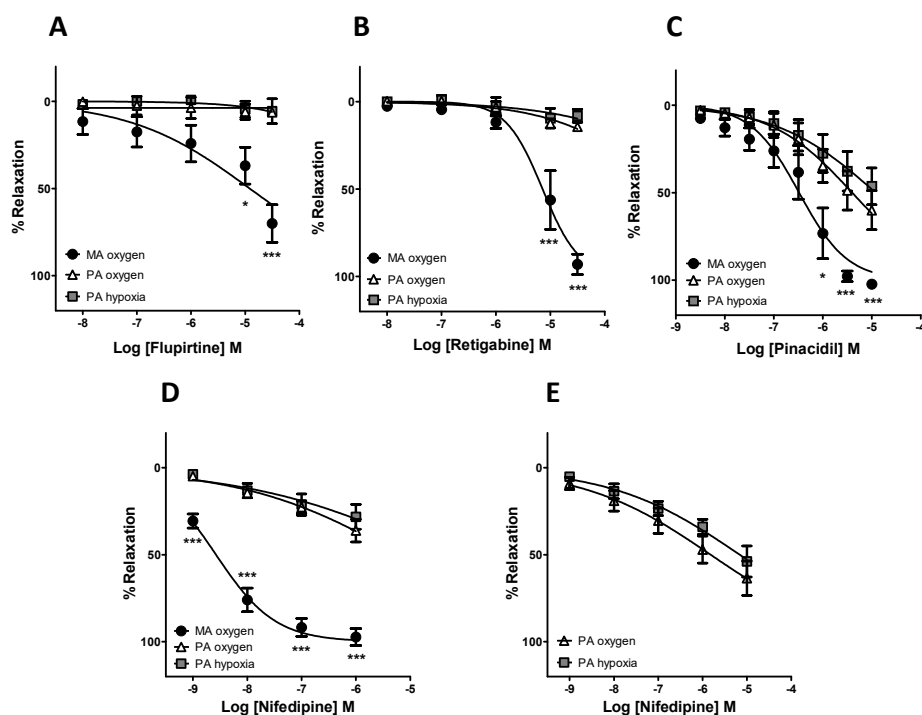 A
B
C
% Relaxation
0
50
100
MA oxygen
PA oxygen
PA hypoxia
-8
-7
-6
-5
-4
Log [Flupirtine] M
*
***
% Relaxation
0
50
100
MA oxygen
PA oxygen
PA hypoxia
-8
-7
-6
-5
-4
Log [Retigabine] M
***
***
% Relaxation
0
50
100
MA oxygen
PA oxygen
PA hypoxia
-9
-8
-7
-6
-5
-4
Log [Pinacidil] M
*
***
***
D
E
% Relaxation
0
50
100
***
***
***
***
MA oxygen
PA oxygen
PA hypoxia
-9
-8
-7
-6
-5
Log [Nifedipine] M
% Relaxation
0
50
100
PA oxygen
PA hypoxia
-9
-8
-7
-6
-5
-4
Log [Nifedipine] M